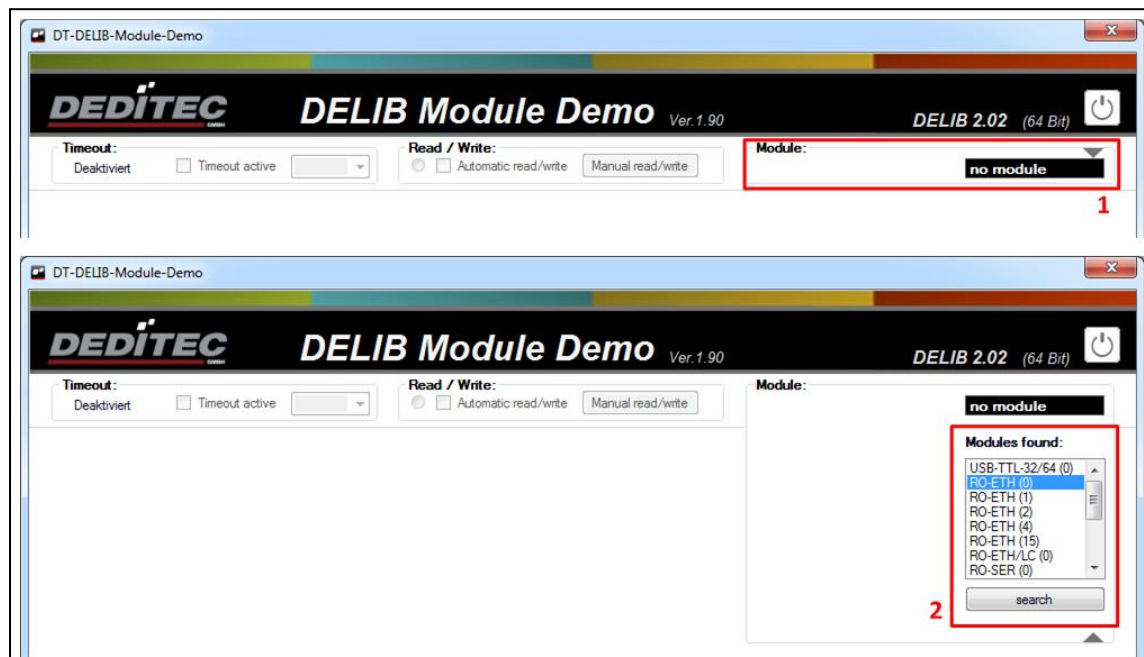 DT-DELIB-Module-Demo
x
DEDITEC
GMBH
DELIB Module Demo Ver.1.90
DELIB 2.02 (64 Bit)
Timeout:
Deaktiviert
Timeout active
Read / Write:
Automatic read/write
Manual read/write
Module:
no module
1
DT-DELIB-Module-Demo
x
DEDITEC
GMBH
DELIB Module Demo Ver.1.90
DELIB 2.02 (64 Bit)
Timeout:
Deaktiviert
Timeout active
Read / Write:
Automatic read/write
Manual read/write
Module:
no module
Modules found:
USB-TTL-32/64 (0)
RO-ETH (0)
RO-ETH (1)
RO-ETH (2)
RO-ETH (4)
RO-ETH (15)
RO-ETH/LC (0)
RO-SER (0)
search
2